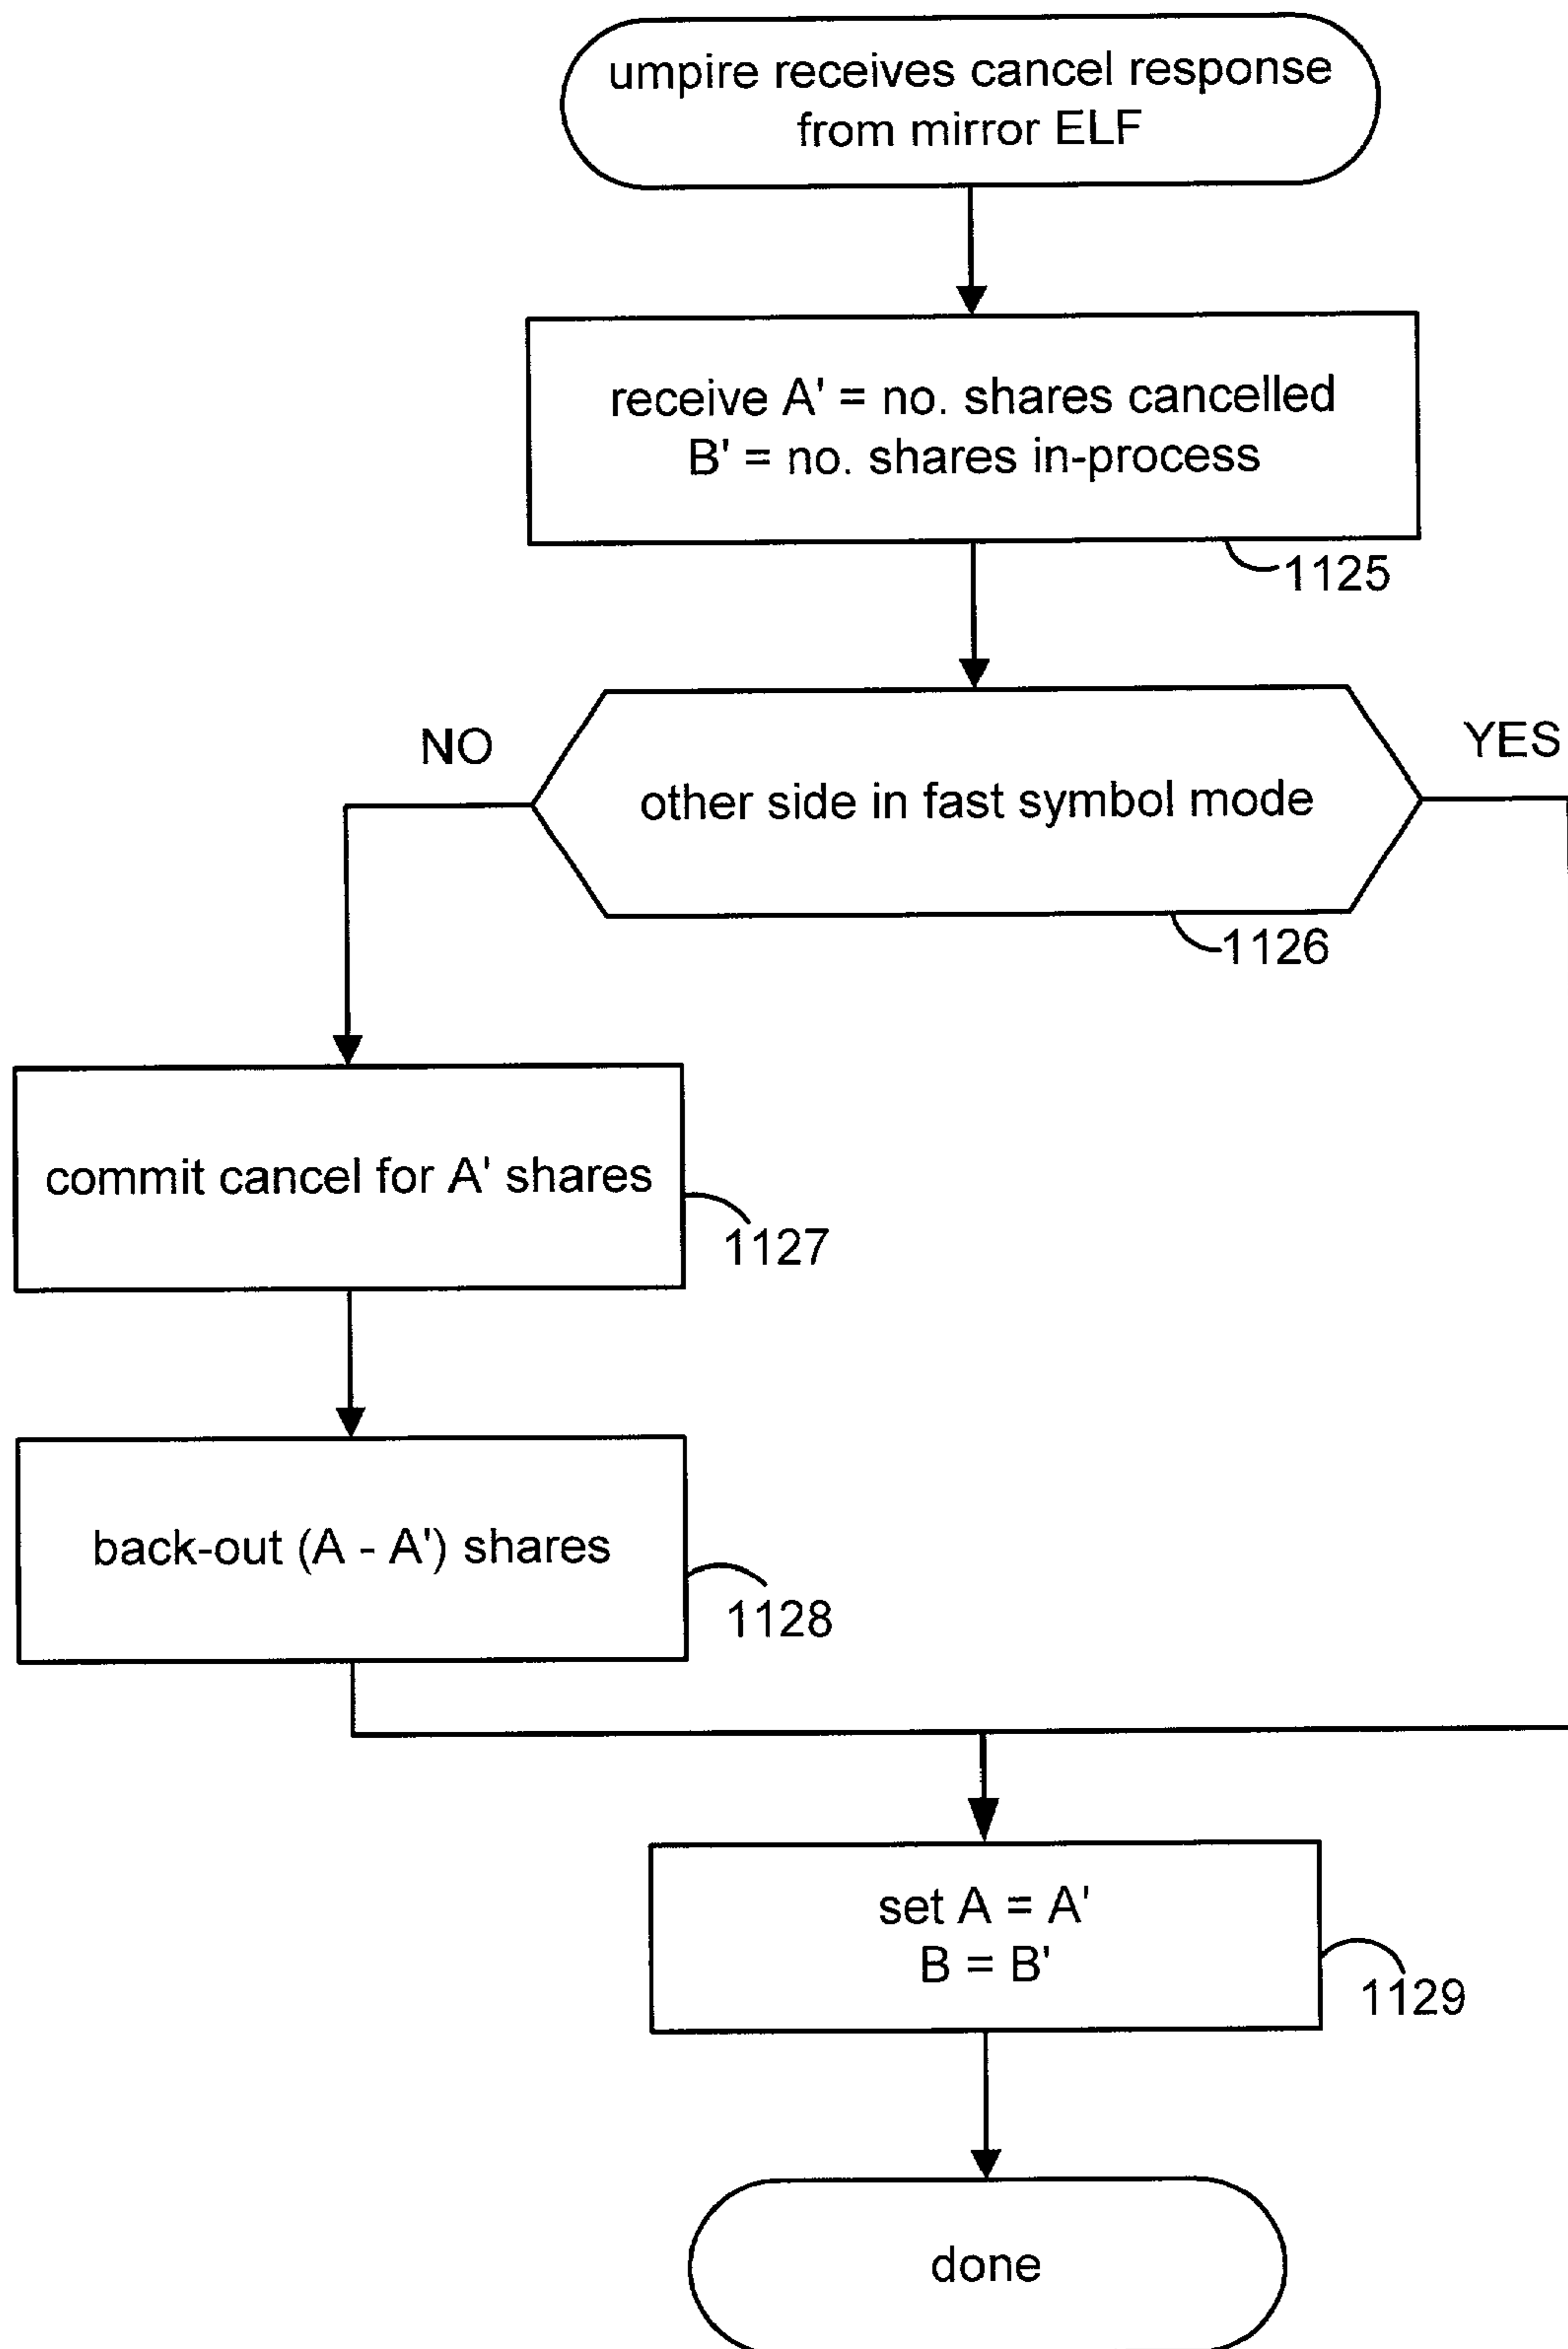 umpire receives cancel response
from mirror ELF
receive A' = no. shares cancelled
B' = no. shares in-process
1125
NO
YES
other side in fast symbol mode
1126
commit cancel for A' shares
1127
back-out (A - A') shares
1128
set A = A'
B = B'
1129
done